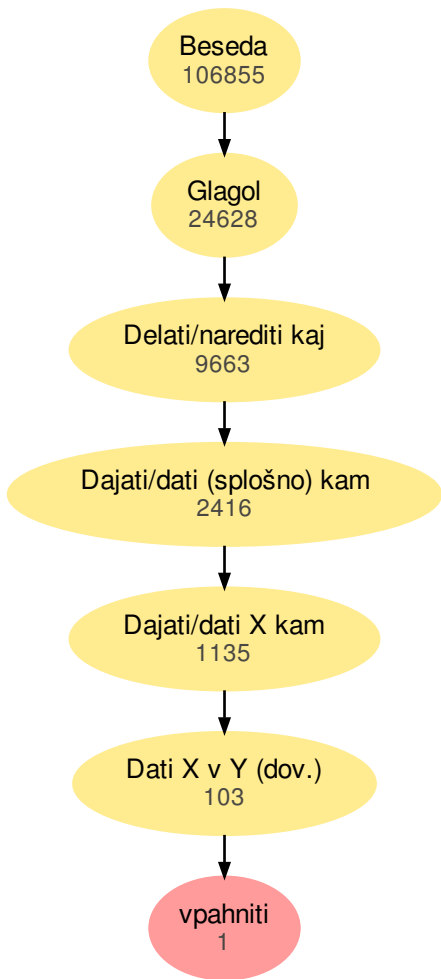 Beseda
106855
Glagol
24628
Delati/narediti kaj
9663
Dajati/dati (splošno) kam
2416
Dajati/dati X kam
1135
Dati X v Y (dov.)
103
vpahniti
1